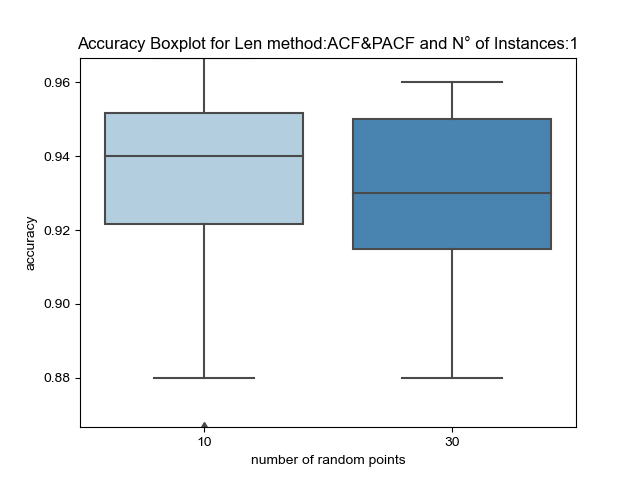 Accuracy Boxplot for Len method:ACF&PACF and N° of Instances:1
0.96
0.94
0.92
0.90
0.88
accuracy
10
30
number of random points